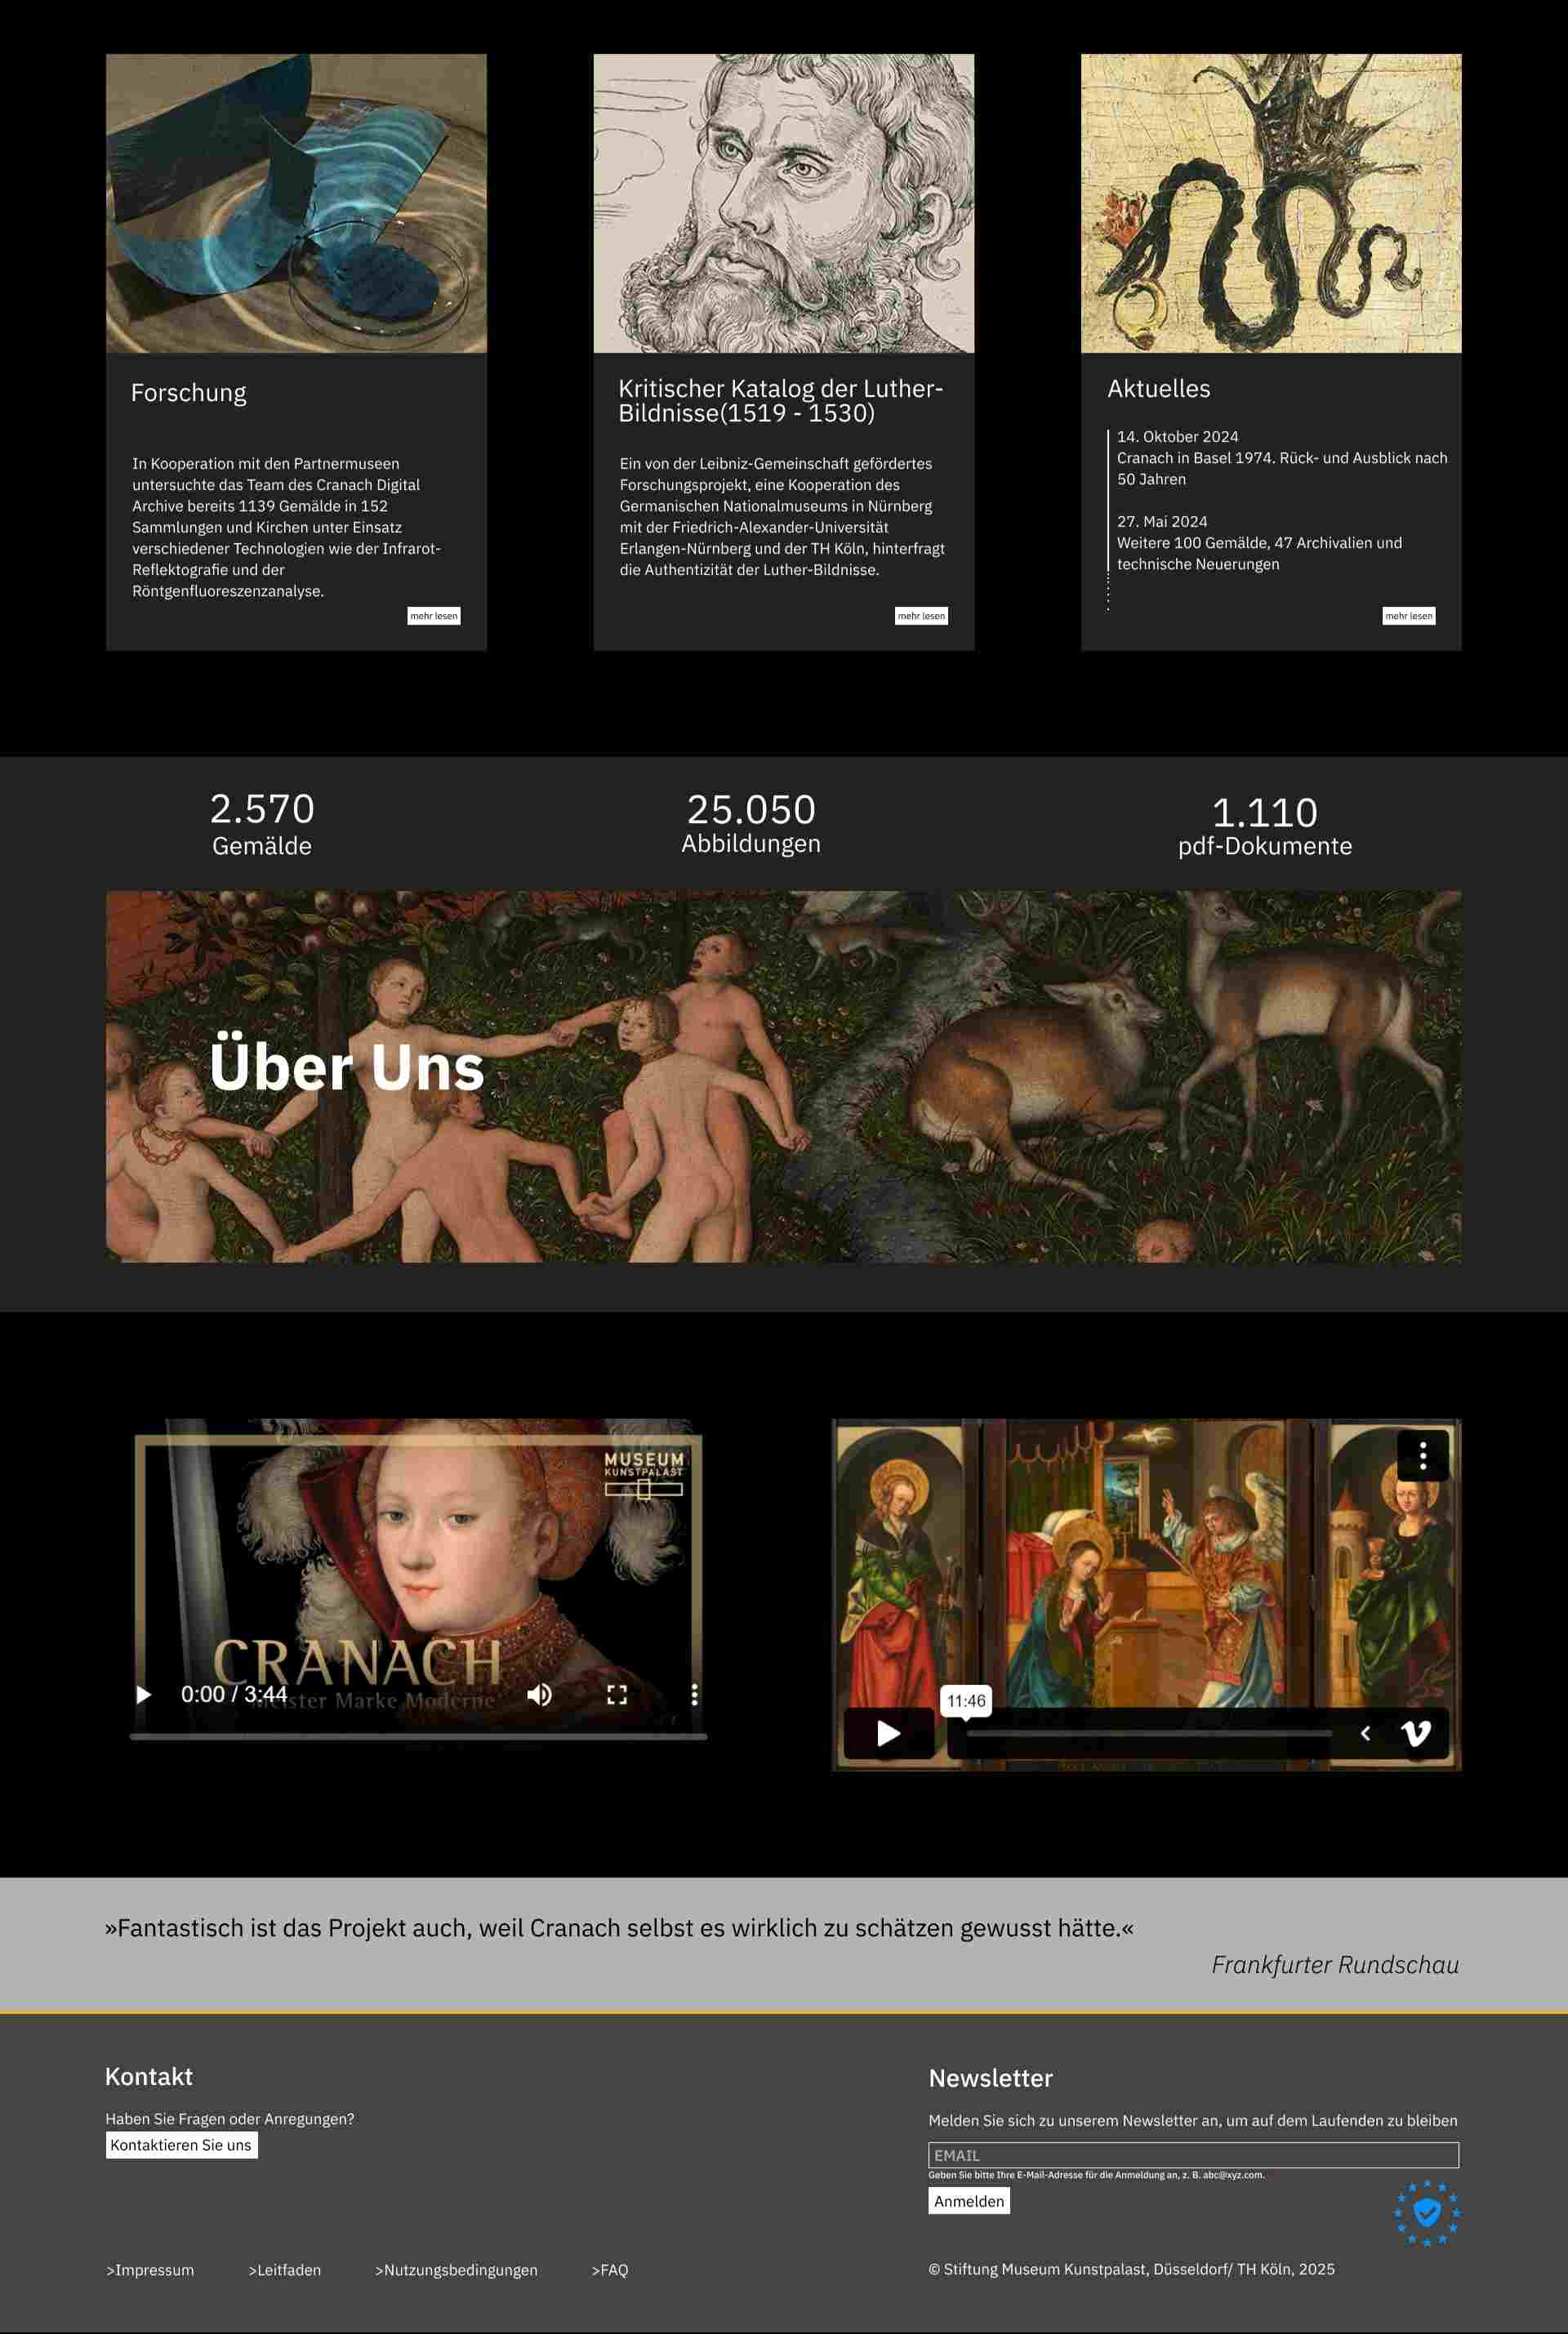 Forschung
In Kooperation mit den Partnermuseen
untersuchte das Team des Cranach Digital
Archive bereits 1139 Gemälde in 152
Sammlungen und Kirchen unter Einsatz
verschiedener Technologien wie der Infrarot-
Reflektografie und der
Röntgenfluoreszenzanalyse.
mehr lesen
Kritischer Katalog der Luther-
Bildnisse(1519 - 1530)
Ein von der Leibniz-Gemeinschaft gefördertes
Forschungsprojekt, eine Kooperation des
Germanischen Nationalmuseums in Nürnberg
mit der Friedrich-Alexander-Universität
Erlangen-Nürnberg und der TH Köln, hinterfragt
die Authentizität der Luther-Bildnisse.
mehr lesen
Aktuelles
14. Oktober 2024
Cranach in Basel 1974. Rück- und Ausblick nach
50 Jahren
27. Mai 2024
Weitere 100 Gemälde, 47 Archivalien und
technische Neuerungen
mehr lesen
2.570
Gemälde
25.050
Abbildungen
1.110
pdf-Dokumente
Über Uns
MUSEUM
KUNSTPALAST
CRANACH
Meister Marke Moderne
0:00 / 3:44
11:46
»Fantastisch ist das Projekt auch, weil Cranach selbst es wirklich zu schätzen gewusst hätte.«
Frankfurter Rundschau
Kontakt
Haben Sie Fragen oder Anregungen?
Kontaktieren Sie uns
Newsletter
Melden Sie sich zu unserem Newsletter an, um auf dem Laufenden zu bleiben
EMAIL
Geben Sie bitte Ihre E-Mail-Adresse für die Anmeldung an, z. B. abc@xyz.com.
Anmelden
>Impressum >Leitfaden >Nutzungsbedingungen >FAQ
© Stiftung Museum Kunstpalast, Düsseldorf/ TH Köln, 2025